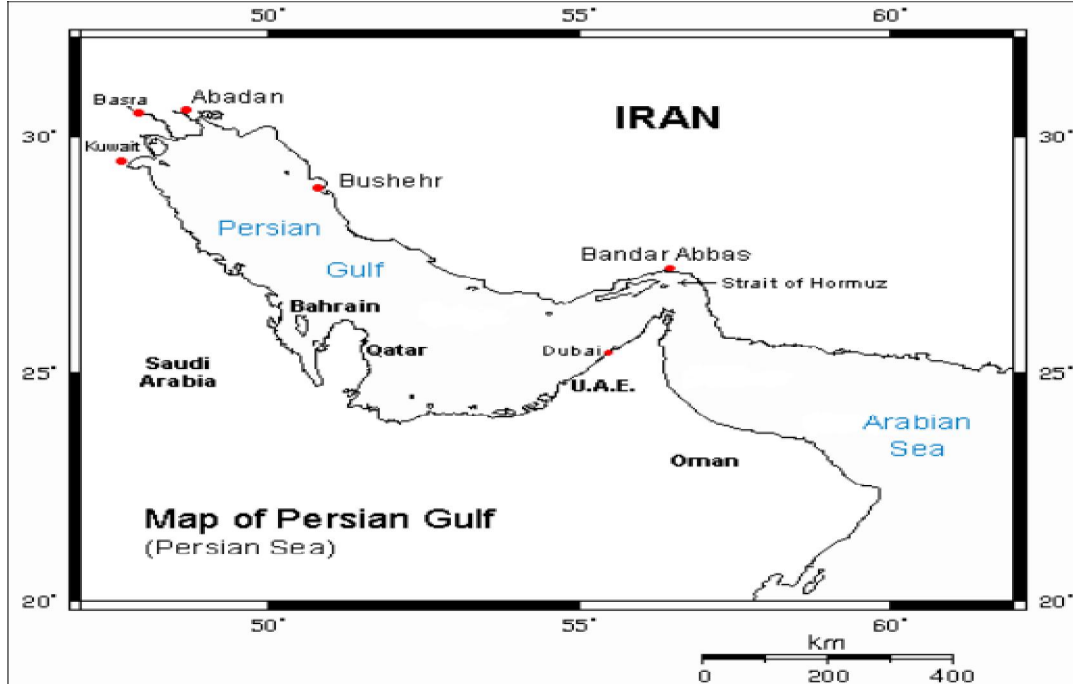 50° 55° 60°
Basra
Abadan
IRAN
30° 30°
Kuwait
Bushehr
Persian
Gulf
Bandar Abbas
Strait of Hormuz
Bahrain
Qatar
Dubai
Saudi
Arabia
25° 25°
U.A.E.
Arabian
Sea
Oman
Map of Persian Gulf
(Persian Sea)
20° 20°
50° 55° 60°
km
0 200 400